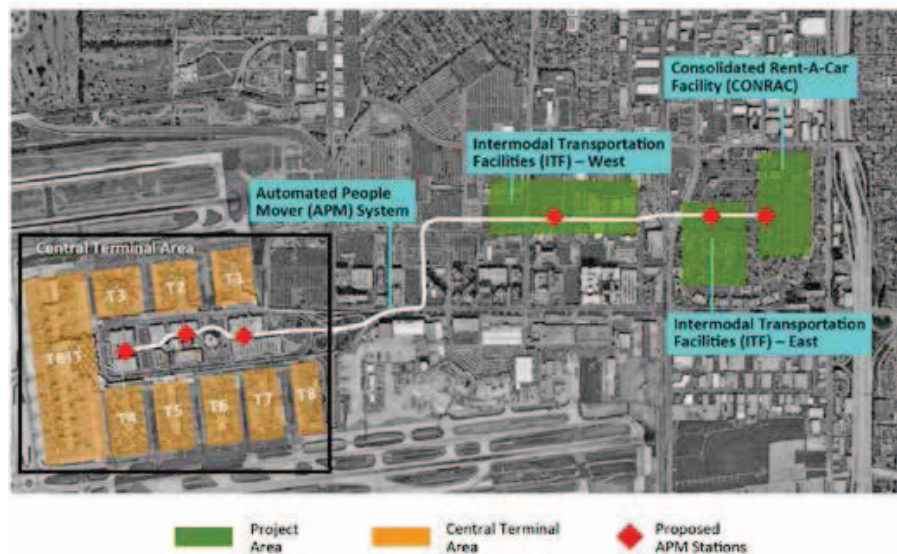 Consolidated Rent-A-Car
Facility (CONRAC)
Intermodal Transportation
Facilities (ITF) – West
Automated People
Mover (APM) System
Central Terminal Area
T3
T2
T1
TBIT
T4
T5
T6
T7
T8
Intermodal Transportation
Facilities (ITF) – East
Project
Area
Central Terminal
Area
Proposed
APM Stations